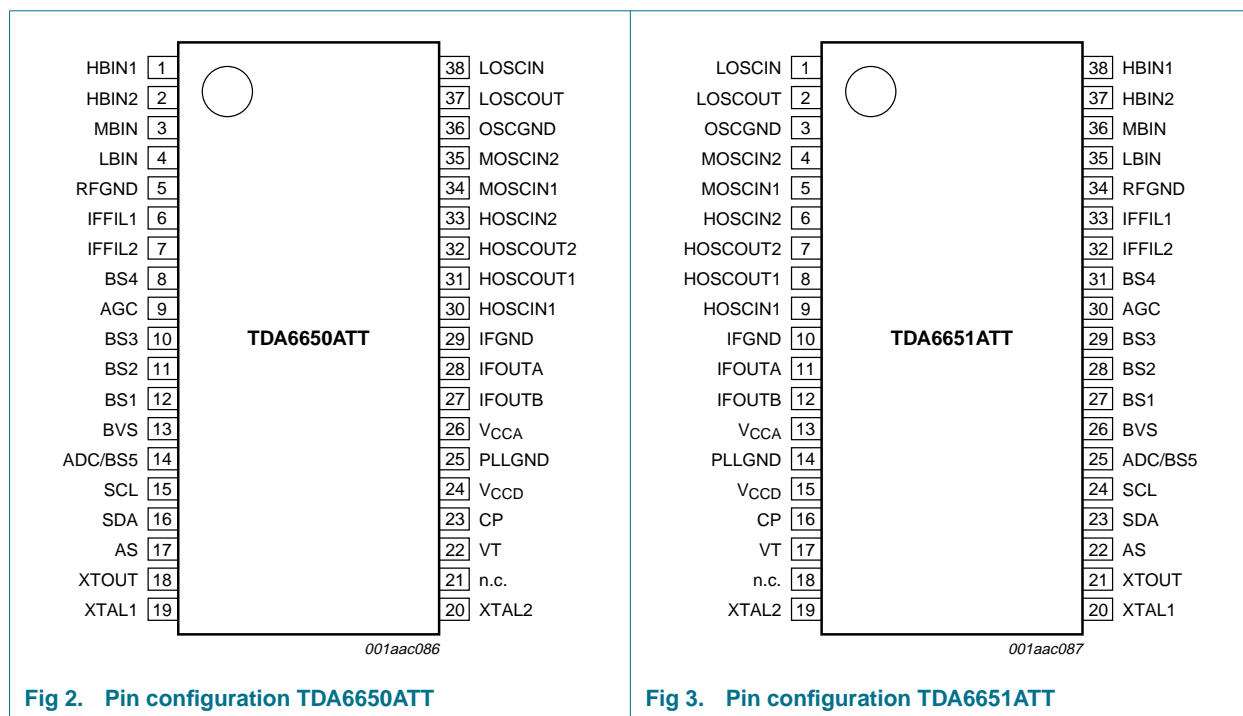 HBIN1 1 38 LOSCIN
HBIN2 2 37 LOSCOUT
MBIN 3 36 OSCGND
LBIN 4 35 MOSCIN2
RFGND 5 34 MOSCIN1
IFFIL1 6 33 HOSCIN2
IFFIL2 7 32 HOSCOUT2
BS4 8 31 HOSCOUT1
AGC 9 30 HOSCIN1
BS3 10 TDA6650ATT 29 IFGND
BS2 11 28 IFOUTA
BS1 12 27 IFOUTB
BVS 13 26 VCCA
ADC/BS5 14 25 PLLGND
SCL 15 24 VCCD
SDA 16 23 CP
AS 17 22 VT
XTOUT 18 21 n.c.
XTAL1 19 20 XTAL2
001aac086
Fig 2. Pin configuration TDA6650ATT
LOSCIN 1 38 HBIN1
LOSCOUT 2 37 HBIN2
OSCGND 3 36 MBIN
MOSCIN2 4 35 LBIN
MOSCIN1 5 34 RFGND
HOSCIN2 6 33 IFFIL1
HOSCOUT2 7 32 IFFIL2
HOSCOUT1 8 31 BS4
HOSCIN1 9 30 AGC
IFGND 10 TDA6651ATT 29 BS3
IFOUTA 11 28 BS2
IFOUTB 12 27 BS1
VCCA 13 26 BVS
PLLGND 14 25 ADC/BS5
VCCD 15 24 SCL
CP 16 23 SDA
VT 17 22 AS
n.c. 18 21 XTOUT
XTAL2 19 20 XTAL1
001aac087
Fig 3. Pin configuration TDA6651ATT